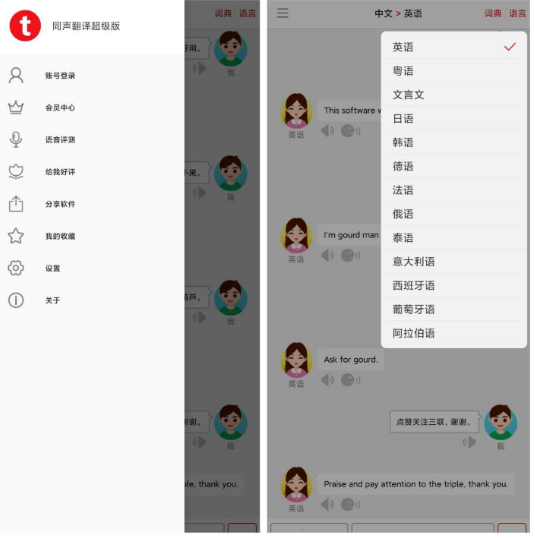 t
同声翻译超级版
账号登录
会员中心
语音评测
给我好评
分享软件
我的收藏
设置
关于
词典 语言
好用。
我
小果。
我
葫芦。
我
谢谢。
我
ple, thank you.
中文 > 英语
词典 语言
英语
粤语
文言文
日语
韩语
德语
法语
俄语
泰语
意大利语
西班牙语
葡萄牙语
阿拉伯语
This software w
英语
I'm gourd man
英语
Ask for gourd.
英语
点赞关注三联，谢谢。
我
Praise and pay attention to the triple, thank you.
英语